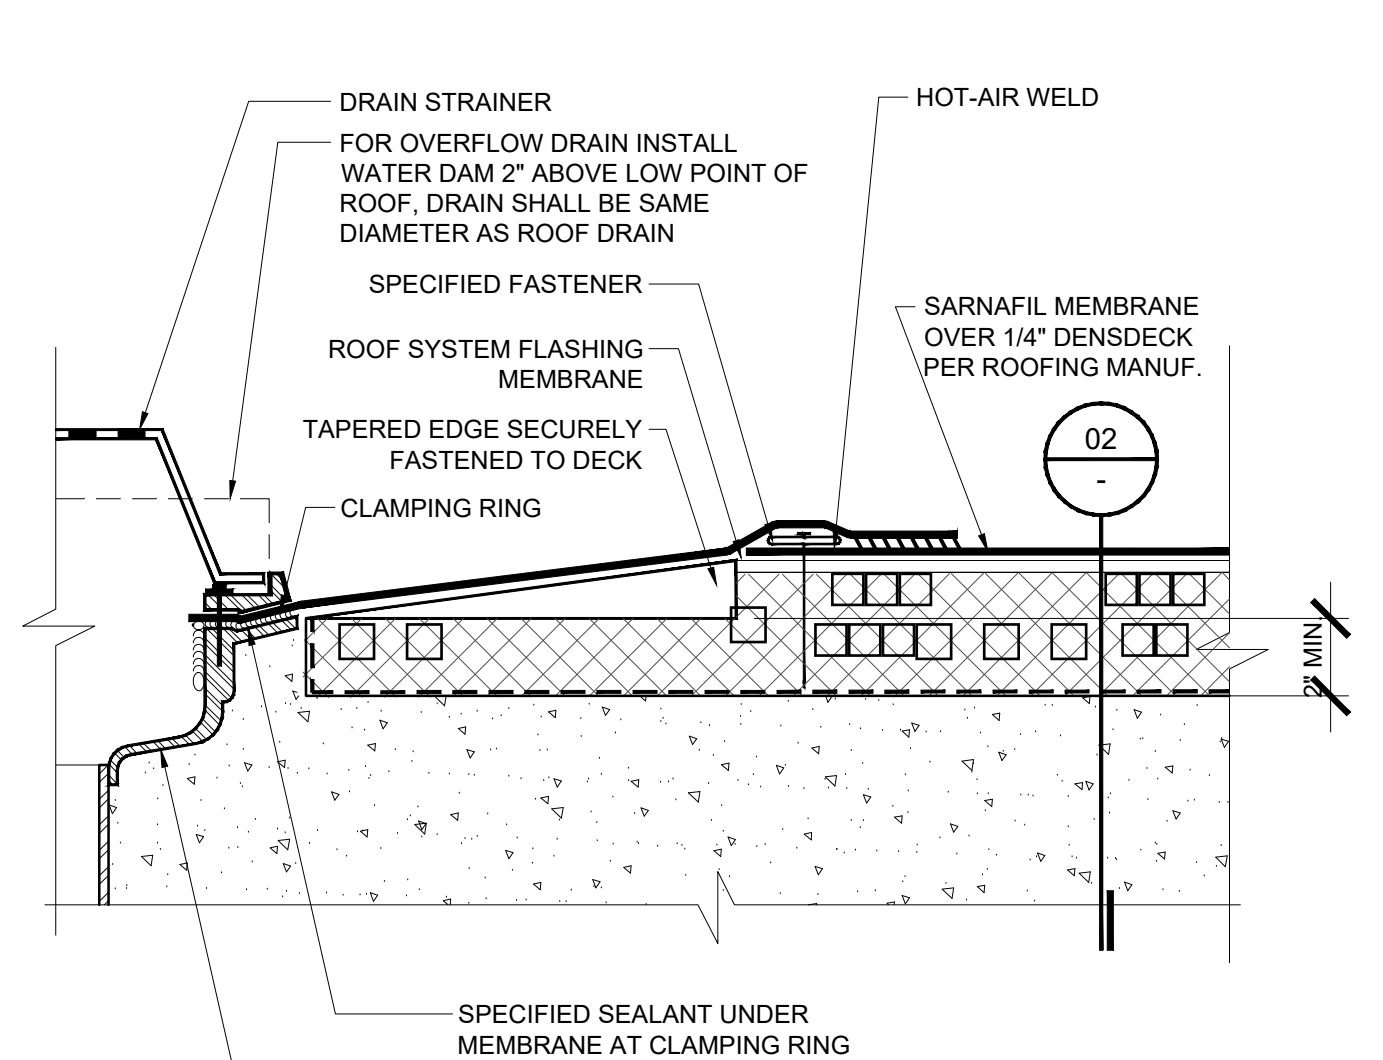 DRAIN STRAINER
FOR OVERFLOW DRAIN INSTALL
WATER DAM 2" ABOVE LOW POINT OF
ROOF, DRAIN SHALL BE SAME
DIAMETER AS ROOF DRAIN
SPECIFIED FASTENER
ROOF SYSTEM FLASHING
MEMBRANE
TAPERED EDGE SECURELY
FASTENED TO DECK
CLAMPING RING
HOT-AIR WELD
SARNAFIL MEMBRANE
OVER 1/4" DENSDECK
PER ROOFING MANUF.
02
-
2" MIN.
SPECIFIED SEALANT UNDER
MEMBRANE AT CLAMPING RING